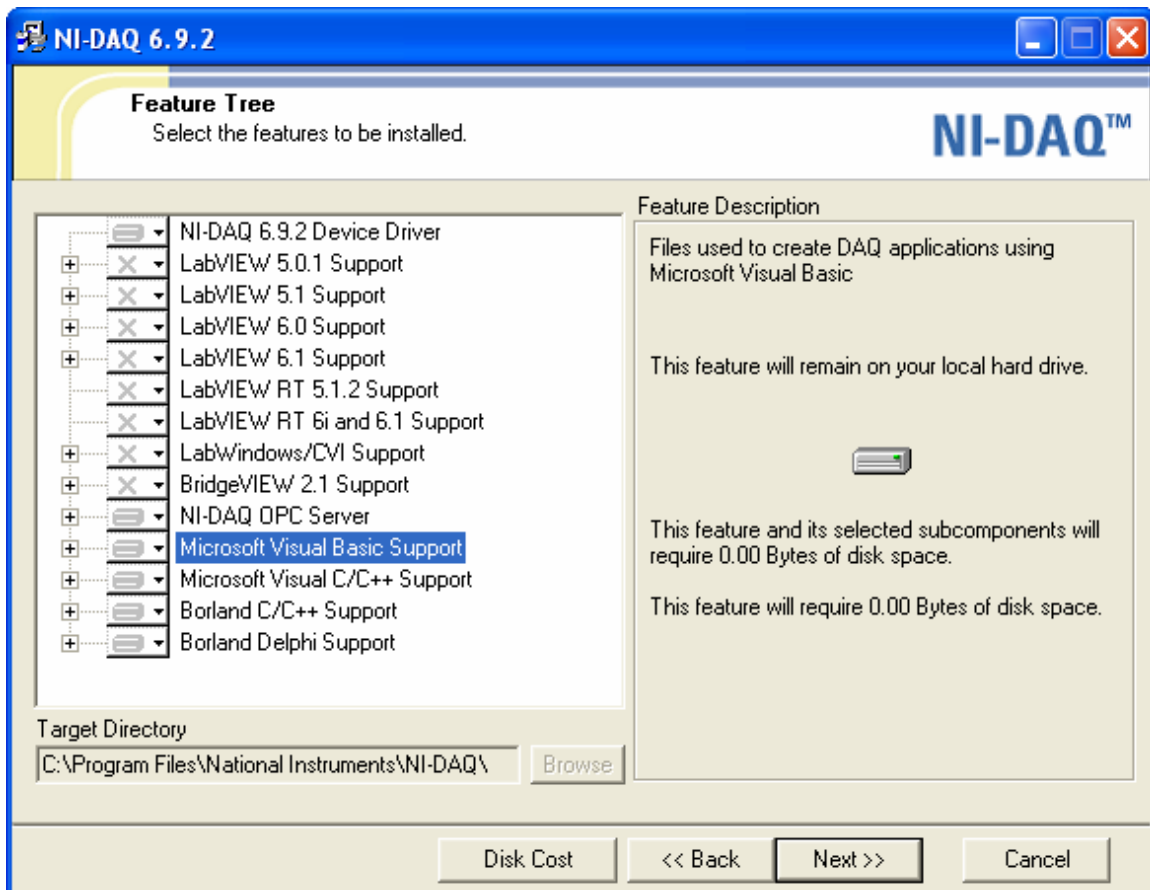 NI-DAQ 6.9.2
Feature Tree
Select the features to be installed.
NI-DAQ™
NI-DAQ 6.9.2 Device Driver
LabVIEW 5.0.1 Support
LabVIEW 5.1 Support
LabVIEW 6.0 Support
LabVIEW 6.1 Support
LabVIEW RT 5.1.2 Support
LabVIEW RT 6i and 6.1 Support
LabWindows/CVI Support
BridgeVIEW 2.1 Support
NI-DAQ OPC Server
Microsoft Visual Basic Support
Microsoft Visual C/C++ Support
Borland C/C++ Support
Borland Delphi Support
Target Directory
C:\Program Files\National Instruments\NI-DAQ\
Browse
Feature Description
Files used to create DAQ applications using
Microsoft Visual Basic
This feature will remain on your local hard drive.
This feature and its selected subcomponents will
require 0.00 Bytes of disk space.
This feature will require 0.00 Bytes of disk space.
Disk Cost
<< Back
Next >>
Cancel